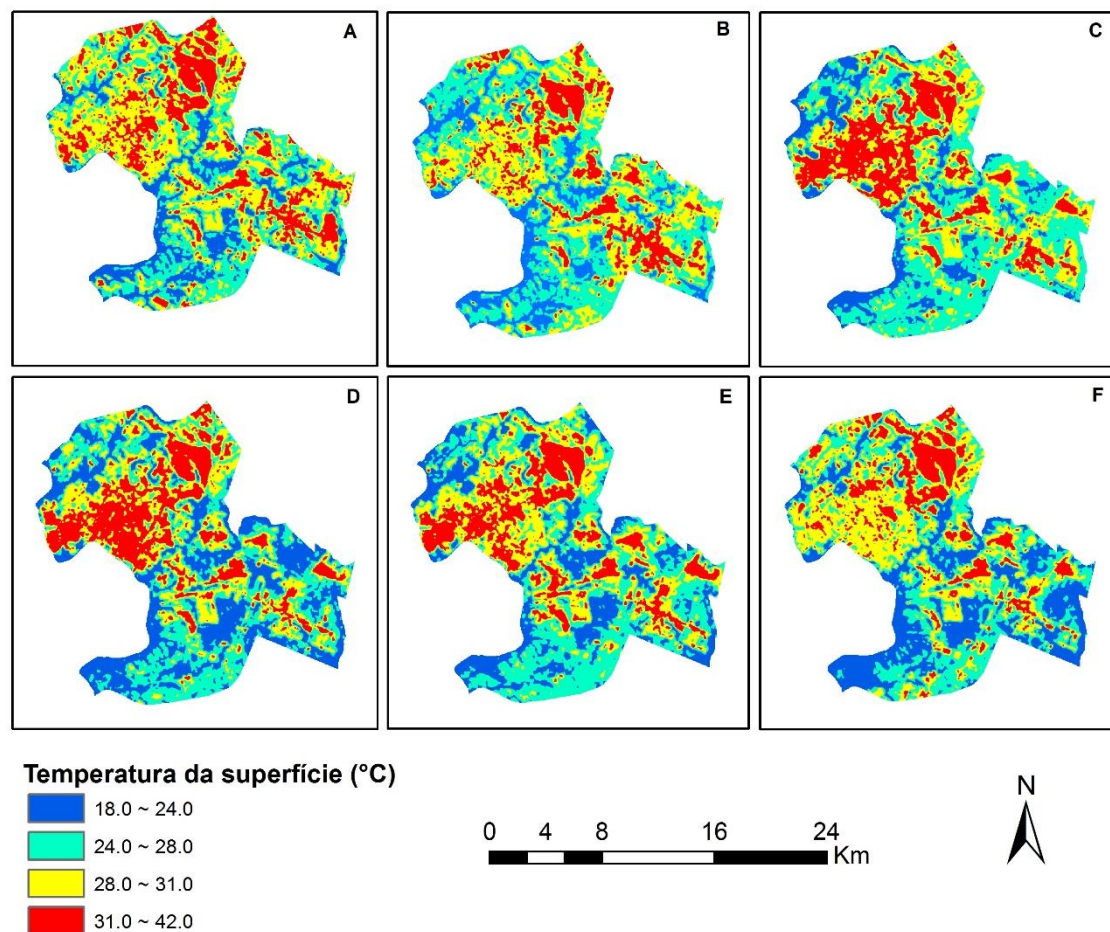 A
B
C
D
E
F
Temperatura da superfície (°C)
18.0 ~ 24.0
24.0 ~ 28.0
28.0 ~ 31.0
31.0 ~ 42.0
0 4 8 16 24
Km
N